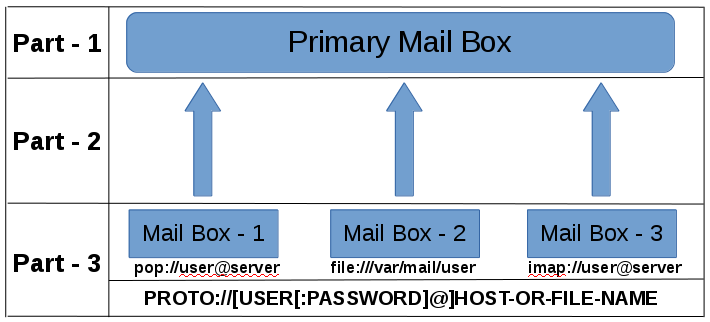 Part - 1
Primary Mail Box
Part - 2
Part - 3
Mail Box - 1
Mail Box - 2
Mail Box - 3
pop://user@server
file:///var/mail/user
imap://user@server
PROTO://[USER[:PASSWORD]@]HOST-OR-FILE-NAME